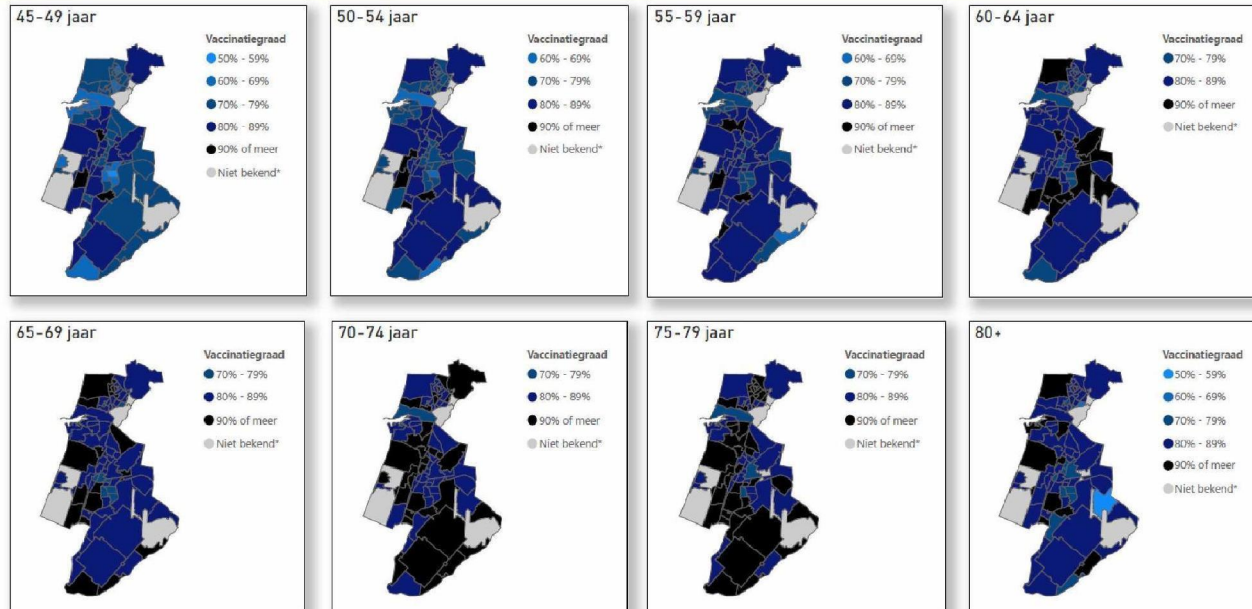 45-49 jaar
Vaccinatiegraad
50% - 59%
60% - 69%
70% - 79%
80% - 89%
90% of meer
Niet bekend*
50-54 jaar
Vaccinatiegraad
60% - 69%
70% - 79%
80% - 89%
90% of meer
Niet bekend*
55-59 jaar
Vaccinatiegraad
60% - 69%
70% - 79%
80% - 89%
90% of meer
Niet bekend*
60-64 jaar
Vaccinatiegraad
70% - 79%
80% - 89%
90% of meer
Niet bekend*
65-69 jaar
Vaccinatiegraad
70% - 79%
80% - 89%
90% of meer
Niet bekend*
70-74 jaar
Vaccinatiegraad
70% - 79%
80% - 89%
90% of meer
Niet bekend*
75-79 jaar
Vaccinatiegraad
70% - 79%
80% - 89%
90% of meer
Niet bekend*
80+
Vaccinatiegraad
50% - 59%
60% - 69%
70% - 79%
80% - 89%
90% of meer
Niet bekend*